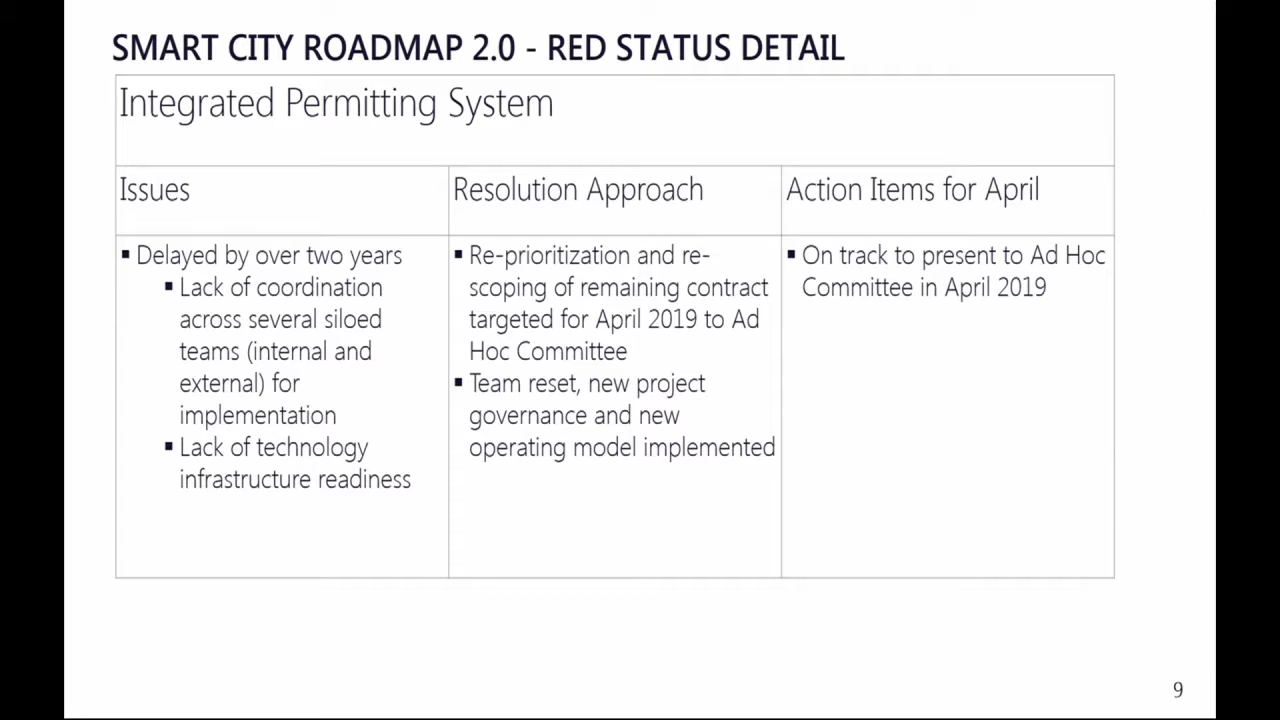 SMART CITY ROADMAP 2.0 - RED STATUS DETAIL
Integrated Permitting System
Issues
Resolution Approach
Action Items for April
▪ Delayed by over two years
▪ Lack of coordination
across several siloed
teams (internal and
external) for
implementation
▪ Lack of technology
infrastructure readiness
▪ Re-prioritization and re-
scoping of remaining contract
targeted for April 2019 to Ad
Hoc Committee
▪ Team reset, new project
governance and new
operating model implemented
▪ On track to present to Ad Hoc
Committee in April 2019
9